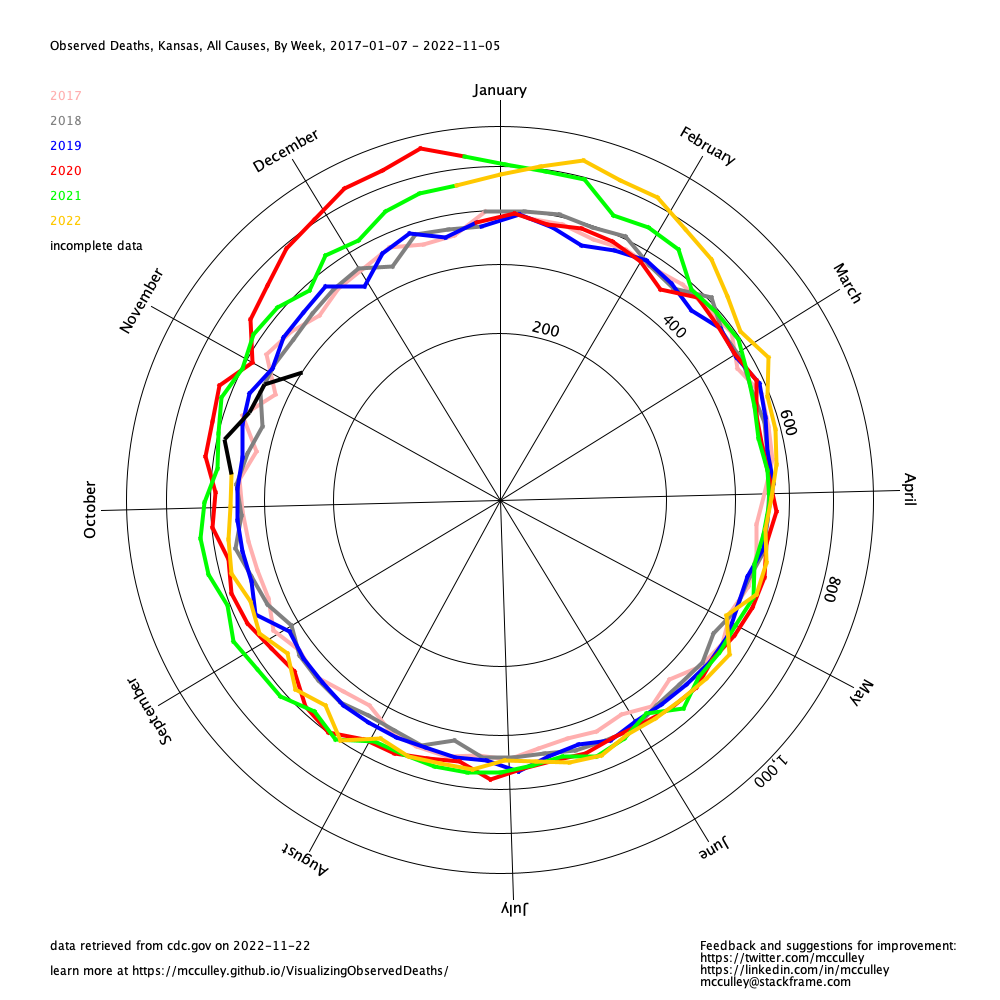 Observed Deaths, Kansas, All Causes, By Week, 2017-01-07 - 2022-11-05
2017
2018
2019
2020
2021
2022
incomplete data
January
February
March
April
May
June
July
August
September
October
November
December
200
400
600
800
1,000
data retrieved from cdc.gov on 2022-11-22
learn more at https://mcculley.github.io/VisualizingObservedDeaths/
Feedback and suggestions for improvement:
https://twitter.com/mcculley
https://linkedin.com/in/mcculley
mcculley@stackframe.com